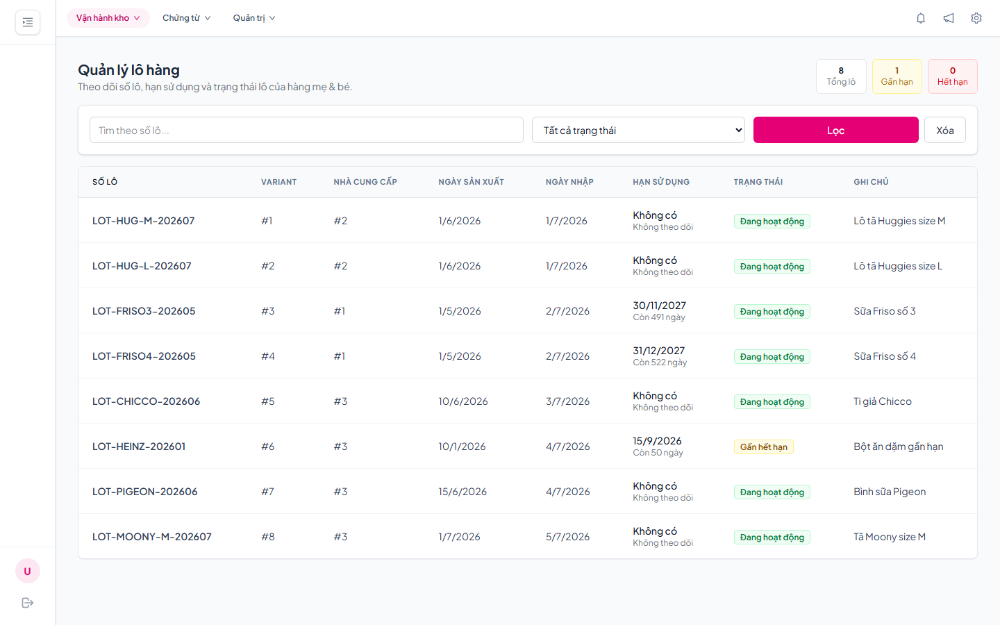 Vận hành kho
Chứng từ
Quản trị
Quản lý lô hàng
Theo dõi số lô, hạn sử dụng và trạng thái lô của hàng mẹ & bé.
8
Tổng lô
1
Gần hạn
0
Hết hạn
Tìm theo số lô...
Tất cả trạng thái
Lọc
Xóa
SỐ LÔ VARIANT NHÀ CUNG CẤP NGÀY SẢN XUẤT NGÀY NHẬP HẠN SỬ DỤNG TRẠNG THÁI GHI CHÚ
LOT-HUG-M-202607 #1 #2 1/6/2026 1/7/2026 Không có Đang hoạt động Lô tã Huggies size M
Không theo dõi
LOT-HUG-L-202607 #2 #2 1/6/2026 1/7/2026 Không có Đang hoạt động Lô tã Huggies size L
Không theo dõi
LOT-FRISO3-202605 #3 #1 1/5/2026 2/7/2026 30/11/2027 Đang hoạt động Sữa Friso số 3
Còn 491 ngày
LOT-FRISO4-202605 #4 #1 1/5/2026 2/7/2026 31/12/2027 Đang hoạt động Sữa Friso số 4
Còn 522 ngày
LOT-CHICCO-202606 #5 #3 10/6/2026 3/7/2026 Không có Đang hoạt động Ti giả Chicco
Không theo dõi
LOT-HEINZ-202601 #6 #3 10/1/2026 4/7/2026 15/9/2026 Gần hết hạn Bột ăn dặm gần hạn
Còn 50 ngày
LOT-PIGEON-202606 #7 #3 15/6/2026 4/7/2026 Không có Đang hoạt động Bình sữa Pigeon
Không theo dõi
LOT-MOONY-M-202607 #8 #3 1/7/2026 5/7/2026 Không có Đang hoạt động Tã Moony size M
Không theo dõi
U